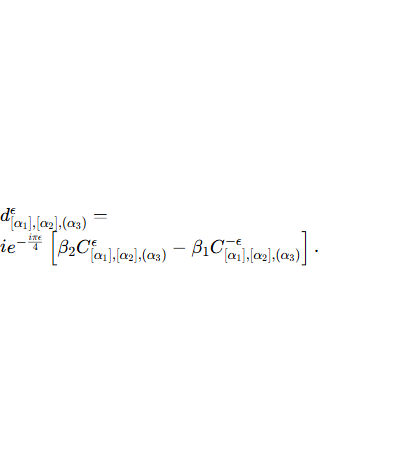 d^{\epsilon}_{[\alpha_1],[\alpha_2],(\alpha_3)} =
ie^{-\frac{i\pi\epsilon}{4}} \left[ \beta_2 C^{\epsilon}_{[\alpha_1],[\alpha_2],(\alpha_3)} - \beta_1 C^{-\epsilon}_{[\alpha_1],[\alpha_2],(\alpha_3)} \right].